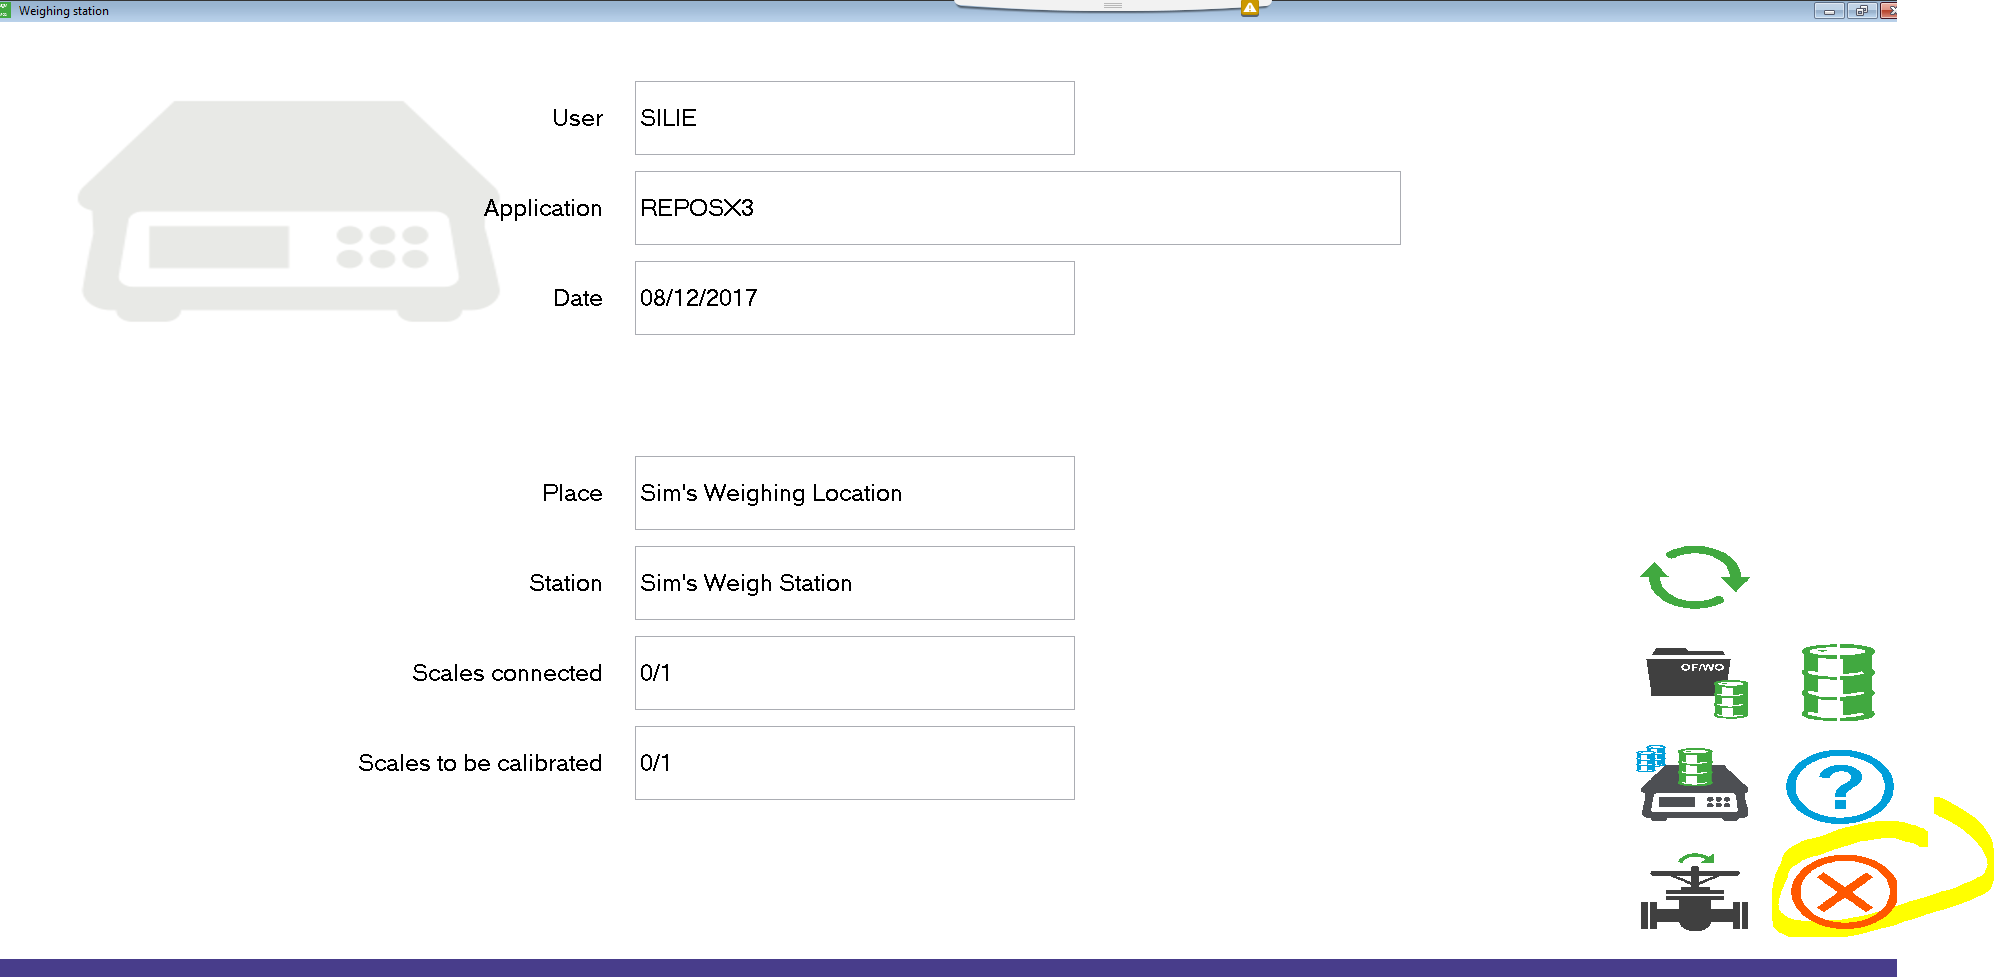 Weighing station
User
SILIE
Application
REPOSX3
Date
08/12/2017
Place
Sim's Weighing Location
Station
Sim's Weigh Station
Scales connected
0/1
Scales to be calibrated
0/1
OF/WO
?